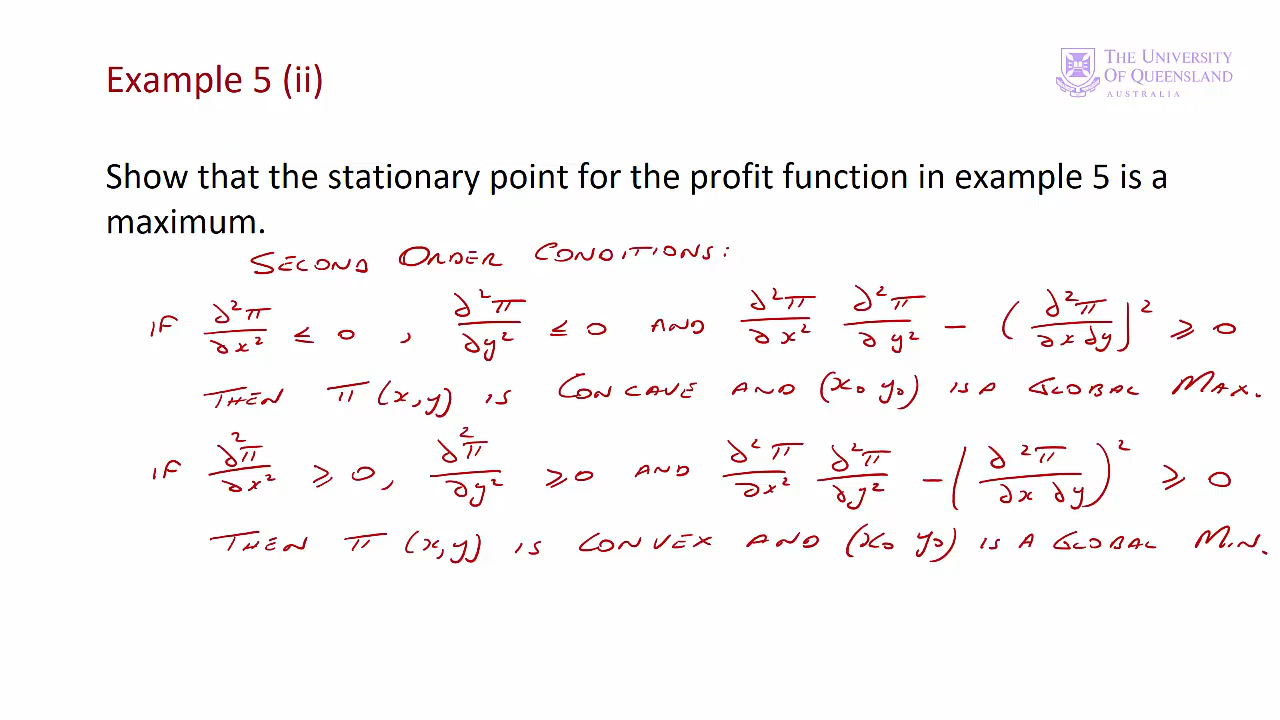 Example 5 (ii)
THE UNIVERSITY
OF QUEENSLAND
AUSTRALIA
Show that the stationary point for the profit function in example 5 is a
maximum.
SECOND ORDER CONDITIONS:
IF ∂²π/∂x² ≤ 0 , ∂²π/∂y² ≤ 0 AND ∂²π/∂x² ∂²π/∂y² − (∂²π/∂x∂y)² ≥ 0
THEN π(x,y) IS CONCAVE AND (x₀ y₀) IS A GLOBAL MAX.
IF ∂²π/∂x² ≥ 0, ∂²π/∂y² ≥ 0 AND ∂²π/∂x² ∂²π/∂y² − (∂²π/∂x ∂y)² ≥ 0
THEN π (x,y) IS CONVEX AND (x₀ y₀) IS A GLOBAL MIN.